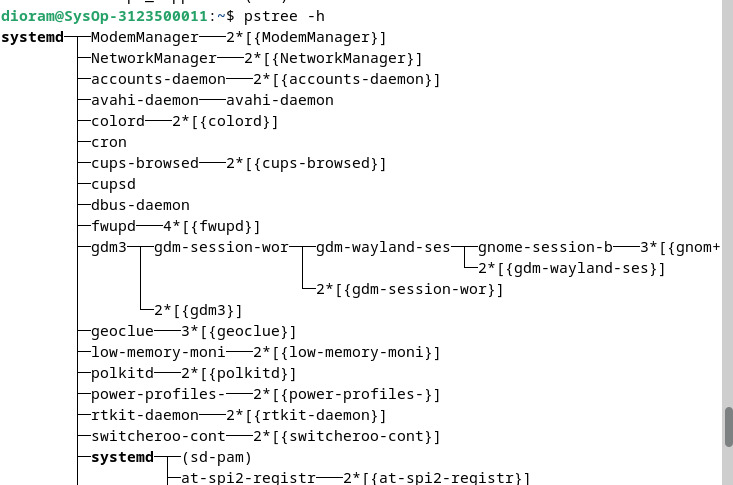 dioram@SysOp-3123500011:~$ pstree -h
systemd─┬─ModemManager───2*[{ModemManager}]
├─NetworkManager───2*[{NetworkManager}]
├─accounts-daemon───2*[{accounts-daemon}]
├─avahi-daemon───avahi-daemon
├─colord───2*[{colord}]
├─cron
├─cups-browsed───2*[{cups-browsed}]
├─cupsd
├─dbus-daemon
├─fwupd───4*[{fwupd}]
├─gdm3─┬─gdm-session-wor─┬─gdm-wayland-ses─┬─gnome-session-b───3*[{gnom+
│      │                 │                 └─2*[{gdm-wayland-ses}]
│      │                 └─2*[{gdm-session-wor}]
│      └─2*[{gdm3}]
├─geoclue───3*[{geoclue}]
├─low-memory-moni───2*[{low-memory-moni}]
├─polkitd───2*[{polkitd}]
├─power-profiles-───2*[{power-profiles-}]
├─rtkit-daemon───2*[{rtkit-daemon}]
├─switcheroo-cont───2*[{switcheroo-cont}]
├─systemd─┬─(sd-pam)
│         ├─at-spi2-registr───2*[{at-spi2-registr}]